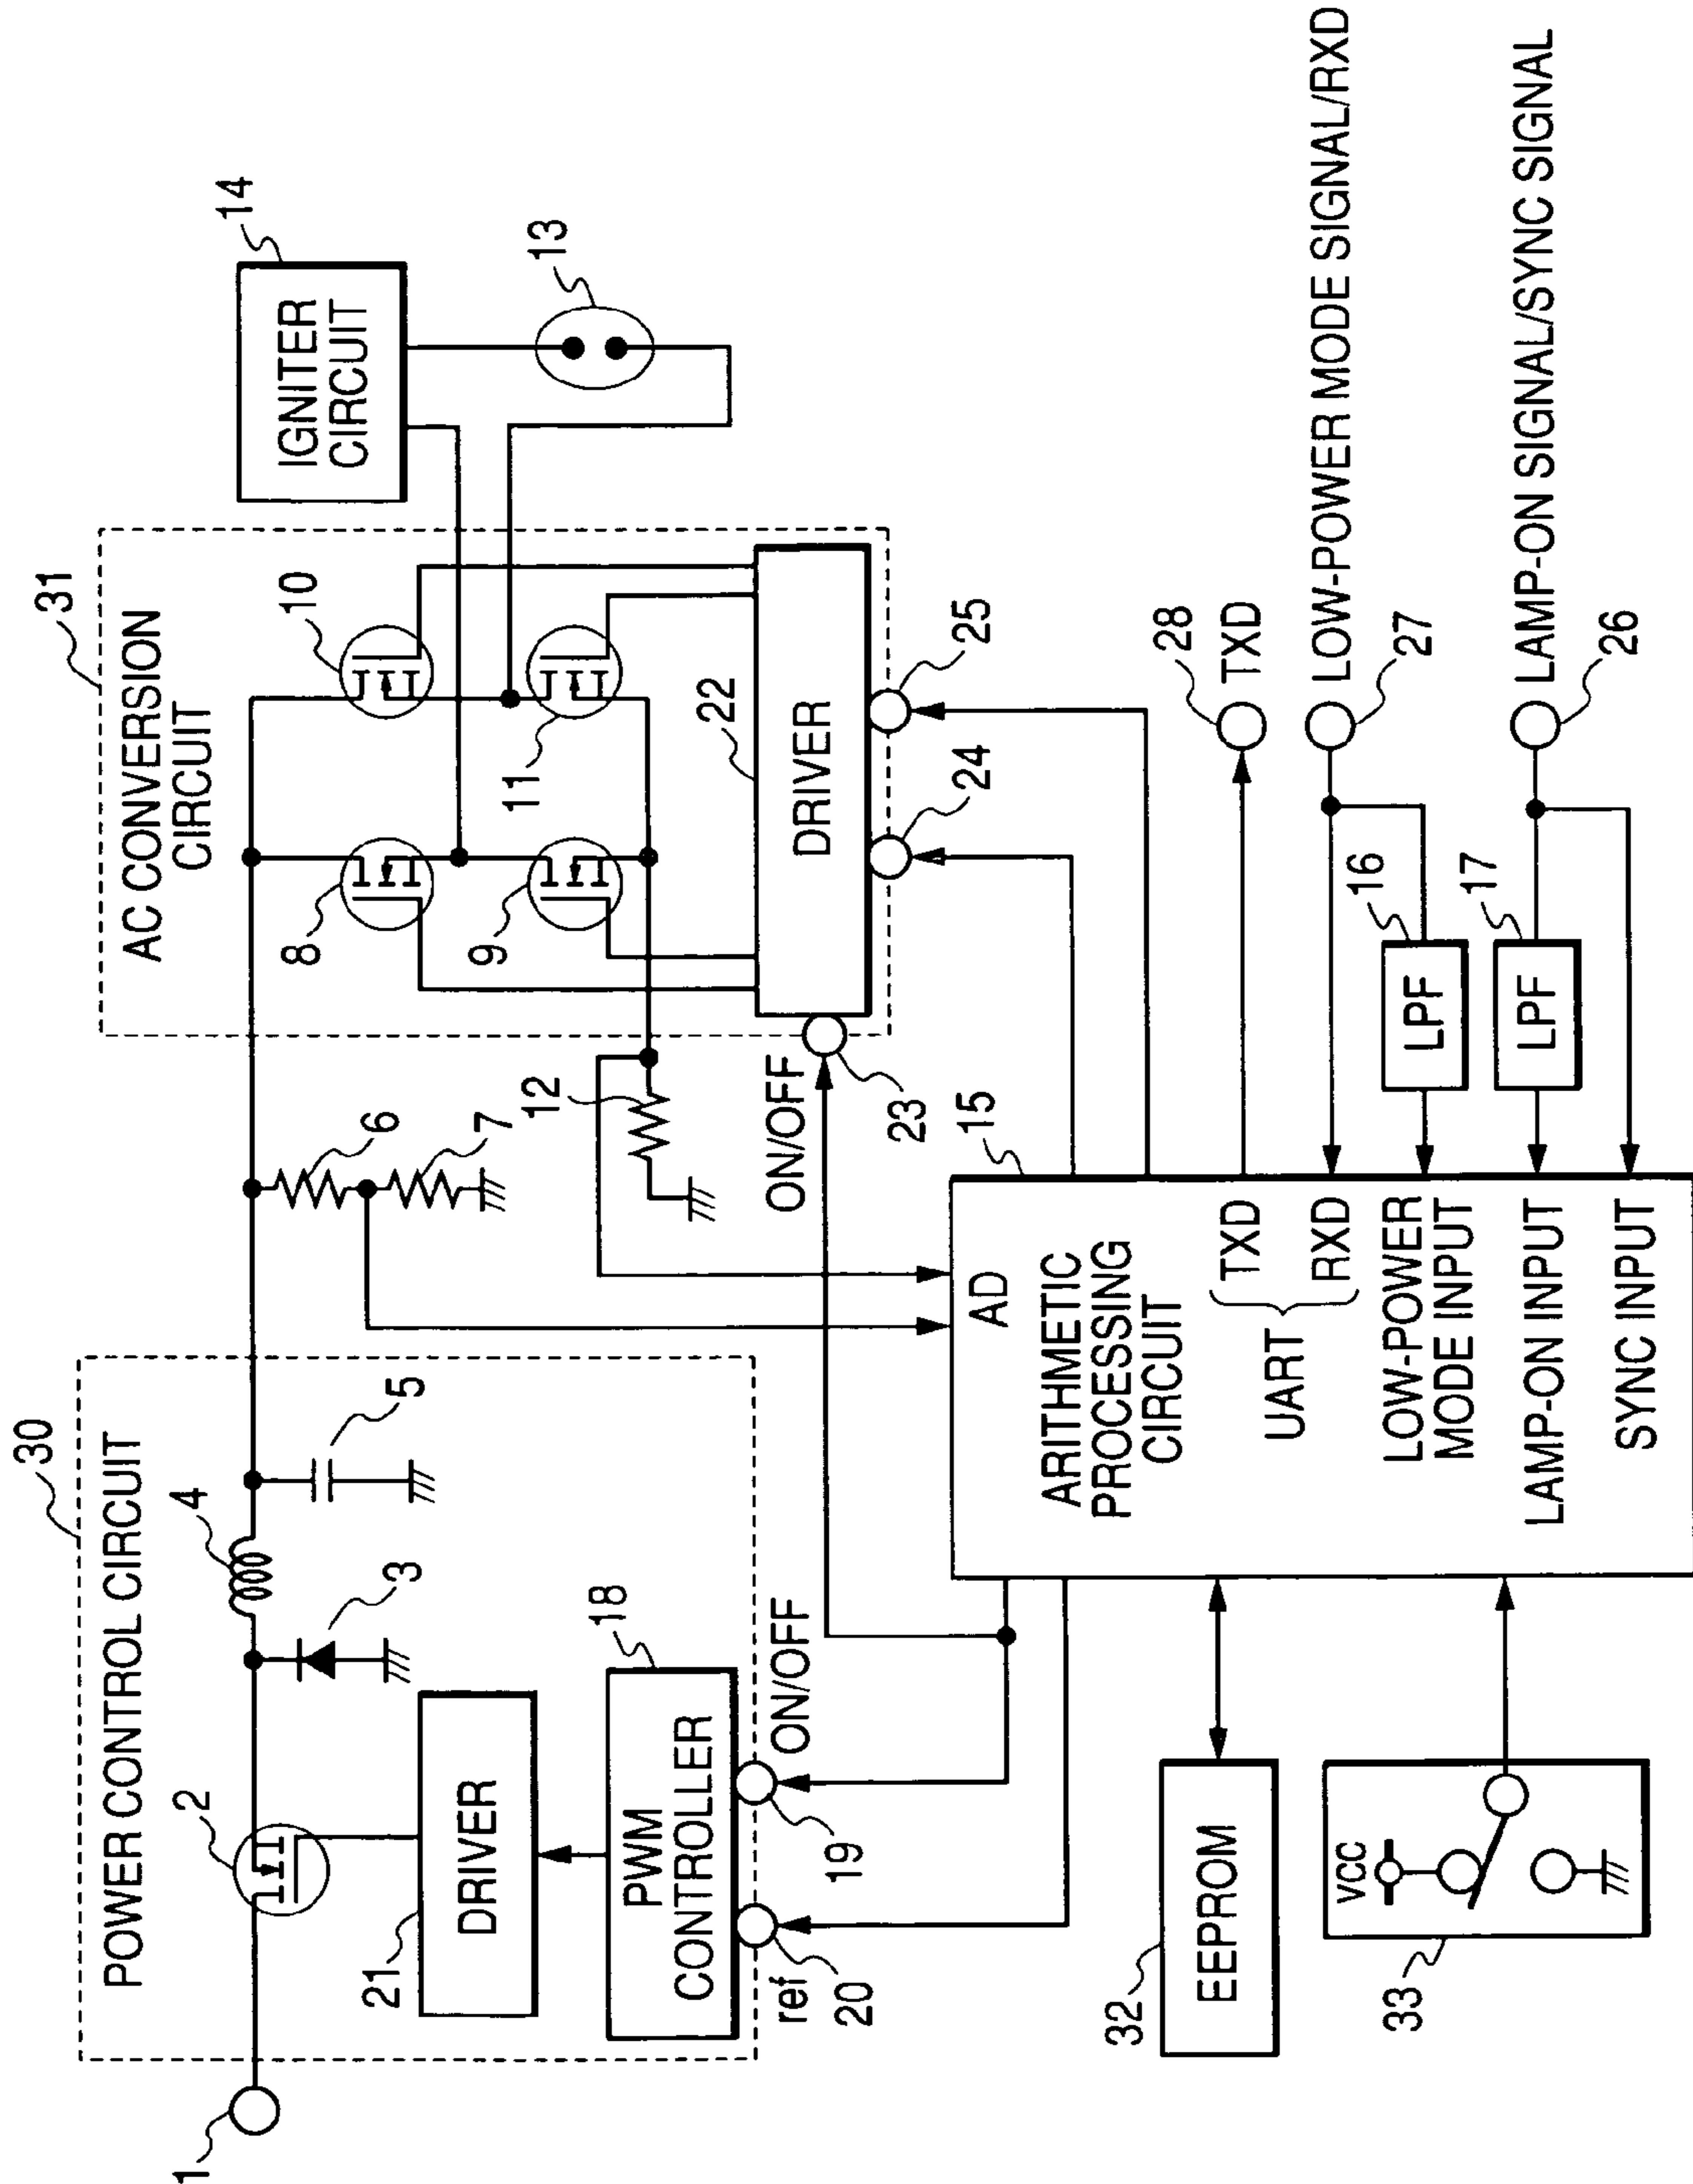 30
POWER CONTROL CIRCUIT
1
2
3
4
5
21
DRIVER
18
PWM
CONTROLLER
ref
20
19
ON/OFF
6
7
12
31
AC CONVERSION
CIRCUIT
8
9
10
11
22
DRIVER
ON/OFF
23
24
25
14
IGNITER
CIRCUIT
13
15
AD
ARITHMETIC
PROCESSING
CIRCUIT
UART
TXD
RXD
LOW-POWER
MODE INPUT
LAMP-ON INPUT
SYNC INPUT
32
EEPROM
33
VCC
16
LPF
17
LPF
28
TXD
27
LOW-POWER MODE SIGNAL/RXD
26
LAMP-ON SIGNAL/SYNC SIGNAL